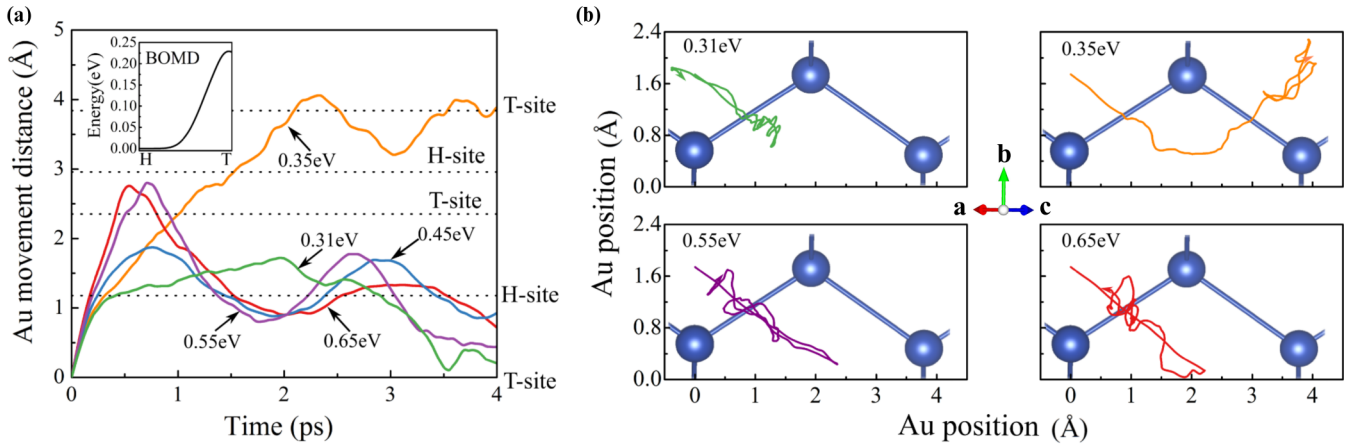 (a)
Au movement distance (Å)
5
4
3
2
1
0
0.25
0.20
0.15
0.10
0.05
0.00
Energy(eV)
BOMD
H
T
0.35eV
0.31eV
0.45eV
0.55eV
0.65eV
T-site
H-site
T-site
H-site
T-site
0
1
2
3
4
Time (ps)
(b)
Au position (Å)
2.4
1.8
1.2
0.6
0.0
0.31eV
0.35eV
b
a
c
2.4
1.6
0.8
0.0
0.55eV
0.65eV
0
1
2
3
4
0
1
2
3
4
Au position (Å)